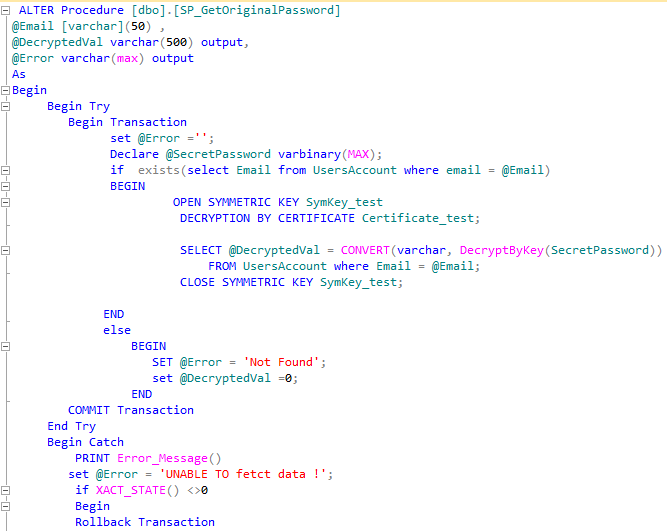 ALTER Procedure [dbo].[SP_GetOriginalPassword]
@Email [varchar](50) ,
@DecryptedVal varchar(500) output,
@Error varchar(max) output
As
Begin
Begin Try
Begin Transaction
set @Error ='';
Declare @SecretPassword varbinary(MAX);
if  exists(select Email from UsersAccount where email = @Email)
BEGIN
OPEN SYMMETRIC KEY SymKey_test
DECRYPTION BY CERTIFICATE Certificate_test;
SELECT @DecryptedVal = CONVERT(varchar, DecryptByKey(SecretPassword))
FROM UsersAccount where Email = @Email;
CLOSE SYMMETRIC KEY SymKey_test;
END
else
BEGIN
SET @Error = 'Not Found';
set @DecryptedVal =0;
END
COMMIT Transaction
End Try
Begin Catch
PRINT Error_Message()
set @Error = 'UNABLE TO fetct data !';
if XACT_STATE() <>0
Begin
Rollback Transaction